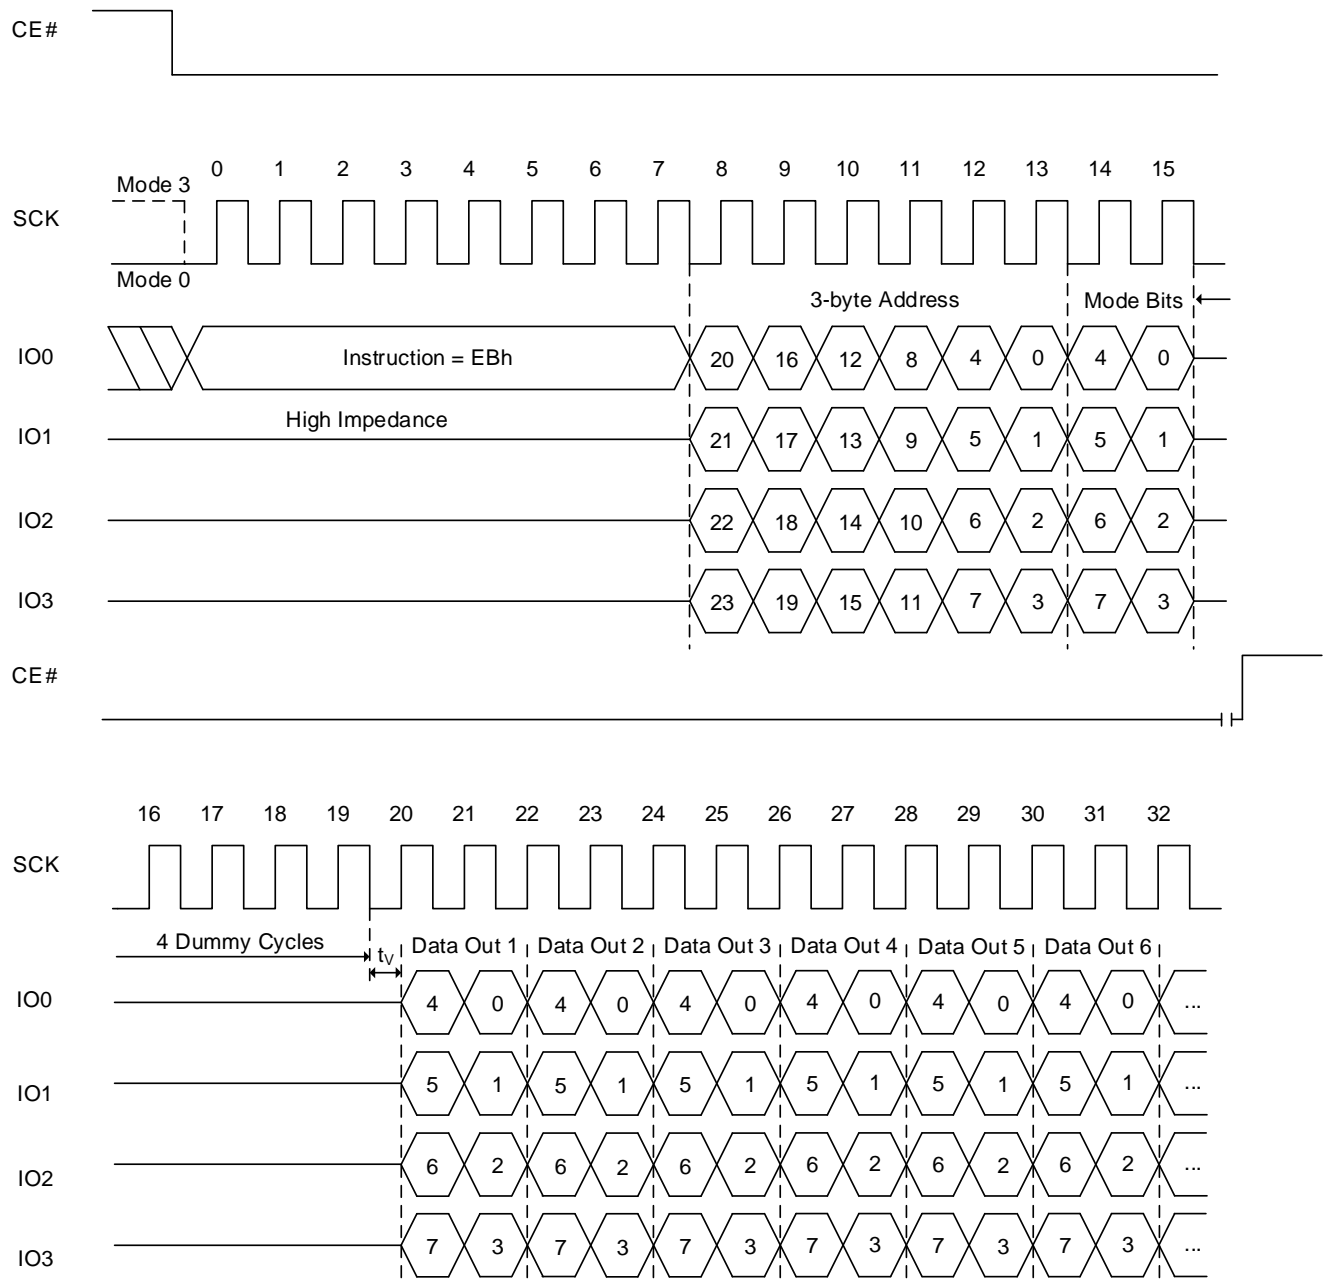 CE#
0 1 2 3 4 5 6 7 8 9 10 11 12 13 14 15
Mode 3
SCK
Mode 0
3-byte Address Mode Bits
IO0 Instruction = EBh 20 16 12 8 4 0 4 0
High Impedance
IO1 21 17 13 9 5 1 5 1
IO2 22 18 14 10 6 2 6 2
IO3 23 19 15 11 7 3 7 3
CE#
16 17 18 19 20 21 22 23 24 25 26 27 28 29 30 31 32
SCK
4 Dummy Cycles tV Data Out 1 Data Out 2 Data Out 3 Data Out 4 Data Out 5 Data Out 6
IO0 4 0 4 0 4 0 4 0 4 0 4 0 ...
IO1 5 1 5 1 5 1 5 1 5 1 5 1 ...
IO2 6 2 6 2 6 2 6 2 6 2 6 2 ...
IO3 7 3 7 3 7 3 7 3 7 3 7 3 ...